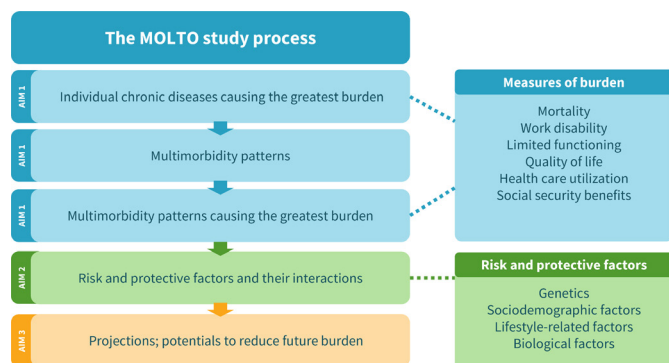 The MOLTO study process
AIM 1
Individual chronic diseases causing the greatest burden
AIM 1
Multimorbidity patterns
AIM 1
Multimorbidity patterns causing the greatest burden
AIM 2
Risk and protective factors and their interactions
AIM 3
Projections; potentials to reduce future burden
Measures of burden
Mortality
Work disability
Limited functioning
Quality of life
Health care utilization
Social security benefits
Risk and protective factors
Genetics
Sociodemographic factors
Lifestyle-related factors
Biological factors